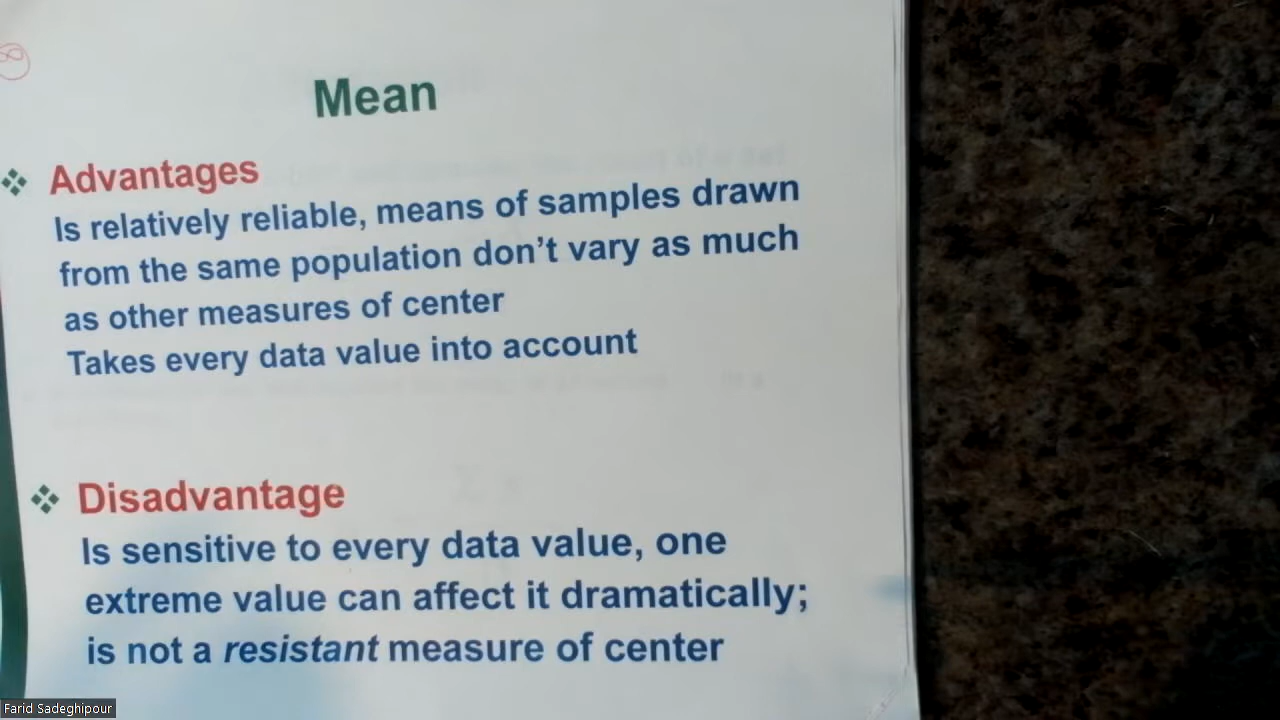 Mean
Advantages
Is relatively reliable, means of samples drawn
from the same population don't vary as much
as other measures of center
Takes every data value into account
Disadvantage
Is sensitive to every data value, one
extreme value can affect it dramatically;
is not a resistant measure of center
Farid Sadeghipour